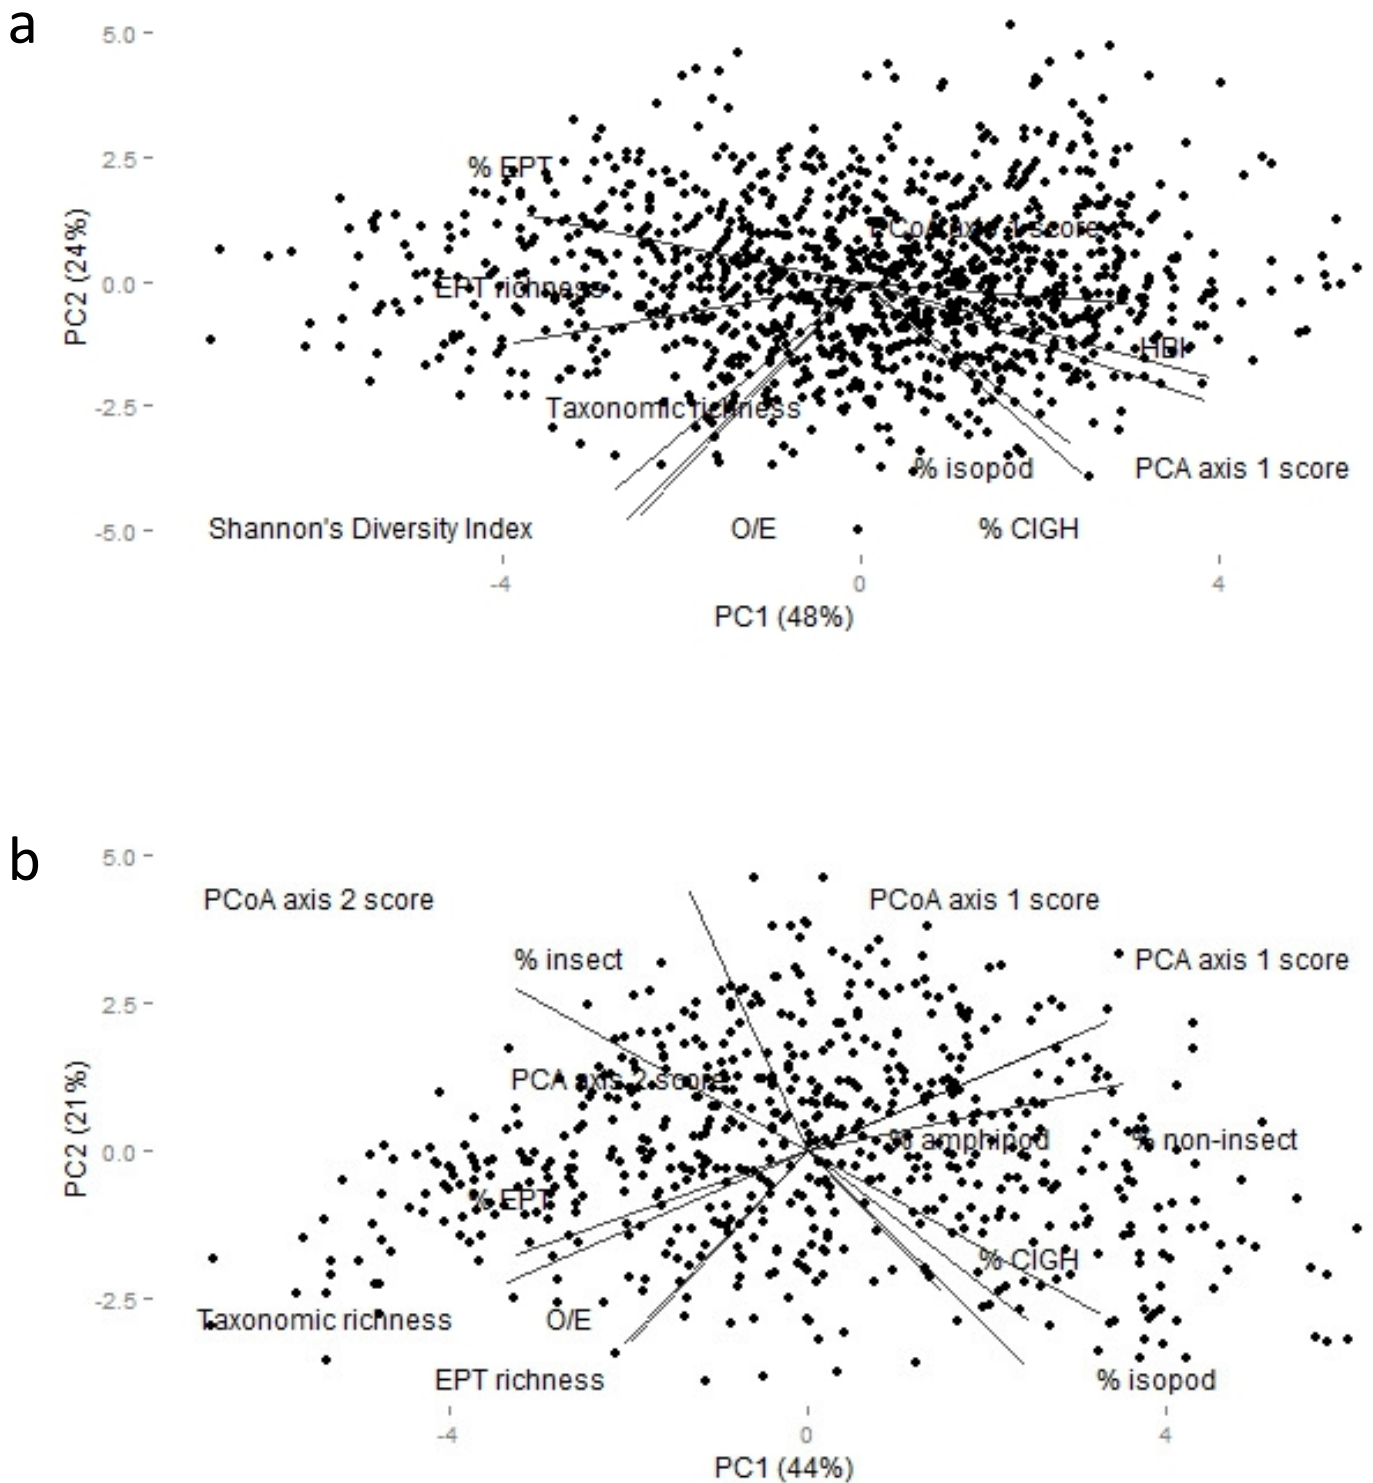 a
5.0
% EPT
2.5
PCoA axis 1 score
PC2 (24%)
0.0
EPT richness
HBI
-2.5
Taxonomic richness
% isopod
PCA axis 1 score
-5.0
Shannon's Diversity Index
O/E
% CIGH
-4
0
4
PC1 (48%)
b
5.0
PCoA axis 2 score
PCoA axis 1 score
% insect
PCA axis 1 score
2.5
PCA axis 2 score
PC2 (21%)
0.0
% amphipod
% non-insect
% EPT
% CIGH
-2.5
Taxonomic richness
O/E
EPT richness
% isopod
-4
0
4
PC1 (44%)